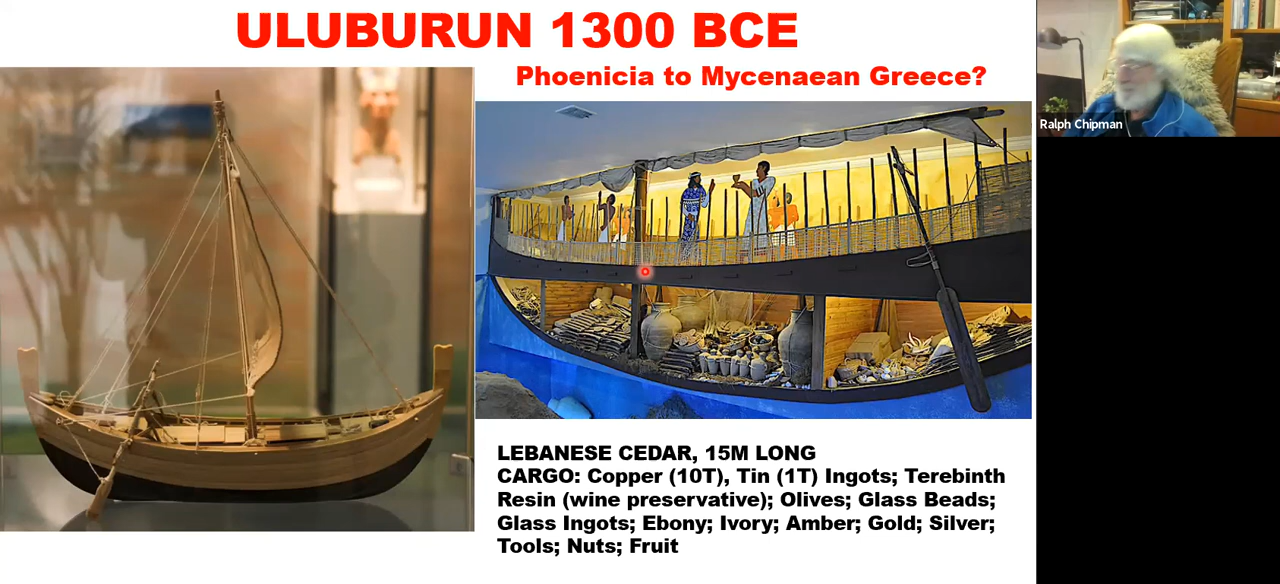 ULUBURUN 1300 BCE
Phoenicia to Mycenaean Greece?
Ralph Chipman
LEBANESE CEDAR, 15M LONG
CARGO: Copper (10T), Tin (1T) Ingots; Terebinth
Resin (wine preservative); Olives; Glass Beads;
Glass Ingots; Ebony; Ivory; Amber; Gold; Silver;
Tools; Nuts; Fruit